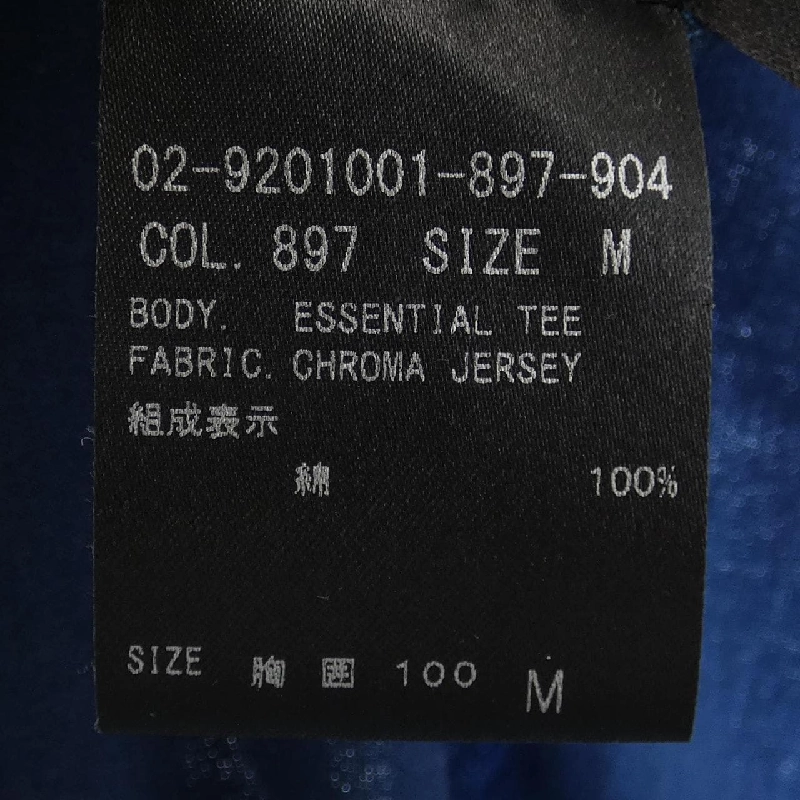 02-9201001-897-904
COL. 897 SIZE M
BODY. ESSENTIAL TEE
FABRIC. CHROMA JERSEY
組成表示
綿 100%
SIZE 胸囲 100 M